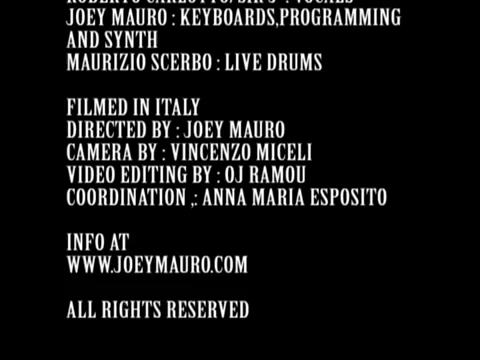 JOEY MAURO : KEYBOARDS,PROGRAMMING
AND SYNTH
MAURIZIO SCERBO : LIVE DRUMS
FILMED IN ITALY
DIRECTED BY : JOEY MAURO
CAMERA BY : VINCENZO MICELI
VIDEO EDITING BY : OJ RAMOU
COORDINATION ,: ANNA MARIA ESPOSITO
INFO AT
WWW.JOEYMAURO.COM
ALL RIGHTS RESERVED